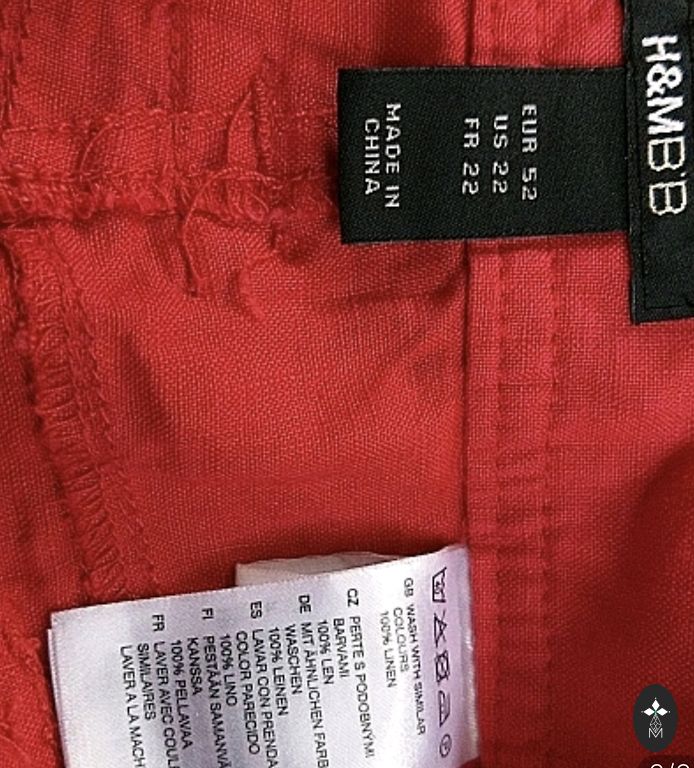 H&M BiB
EUR 52
US 22
FR 22
MADE IN
CHINA
GB WASH WITH SIMILAR
COLOURS
100% LINEN
CZ PERTE S PODOBNÝMI
BARVAMI
100% LEN
DE MIT ÄHNLICHEN FARB
WASCHEN
100% LEINEN
ES LAVAR CON PRENDA
COLOR PARECIDO
100% LINO
FI PESTÄÄN SAMANVÄ
KANSSA
100% PELLAVAA
FR LAVER AVEC COUL
SIMILAIRES
LAVER A LA MACH
M